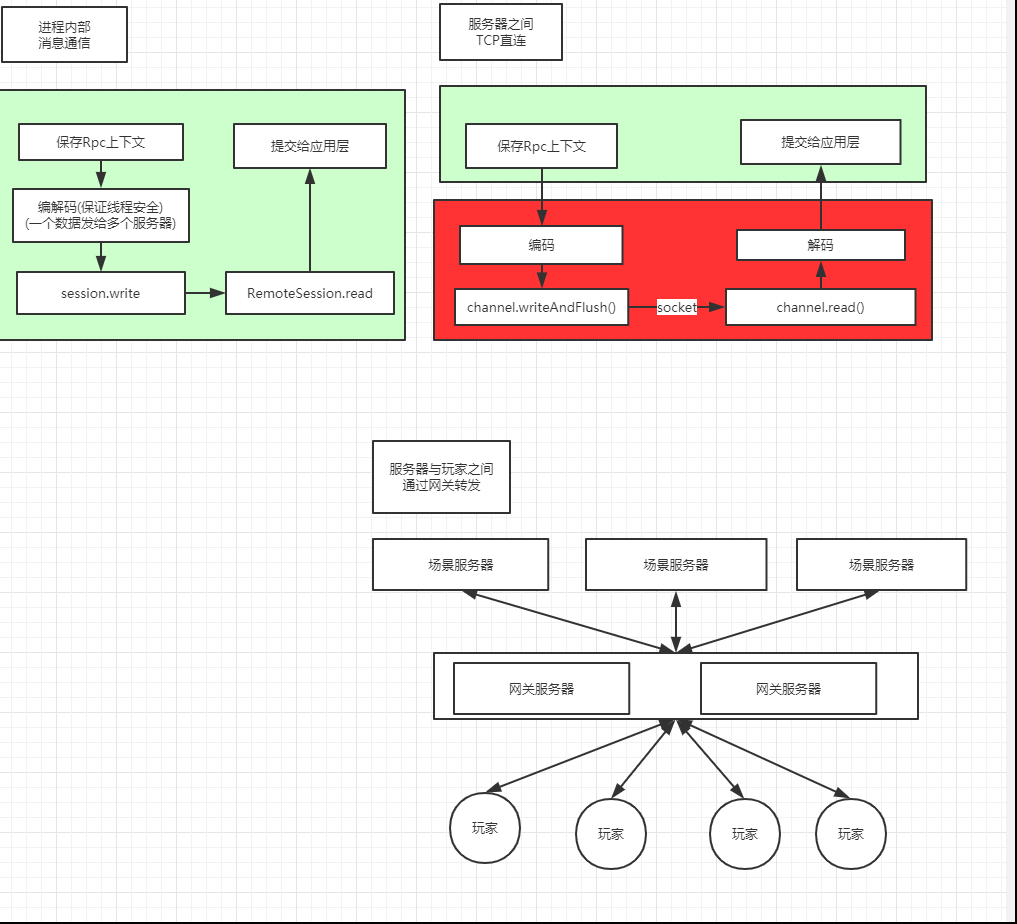 进程内部
消息通信
保存Rpc上下文
提交给应用层
编解码(保证线程安全)
(一个数据发给多个服务器)
session.write
RemoteSession.read
服务器之间
TCP直连
保存Rpc上下文
提交给应用层
编码
解码
channel.writeAndFlush()
socket
channel.read()
服务器与玩家之间
通过网关转发
场景服务器
场景服务器
场景服务器
网关服务器
网关服务器
玩家
玩家
玩家
玩家